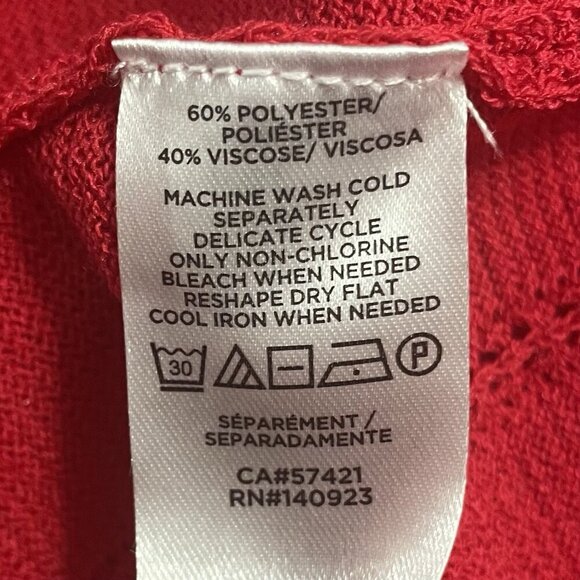 60% POLYESTER/
POLIÉSTER
40% VISCOSE/ VISCOSA
MACHINE WASH COLD
SEPARATELY
DELICATE CYCLE
ONLY NON-CHLORINE
BLEACH WHEN NEEDED
RESHAPE DRY FLAT
COOL IRON WHEN NEEDED
30 P
SÉPARÉMENT /
SEPARADAMENTE
CA#57421
RN#140923